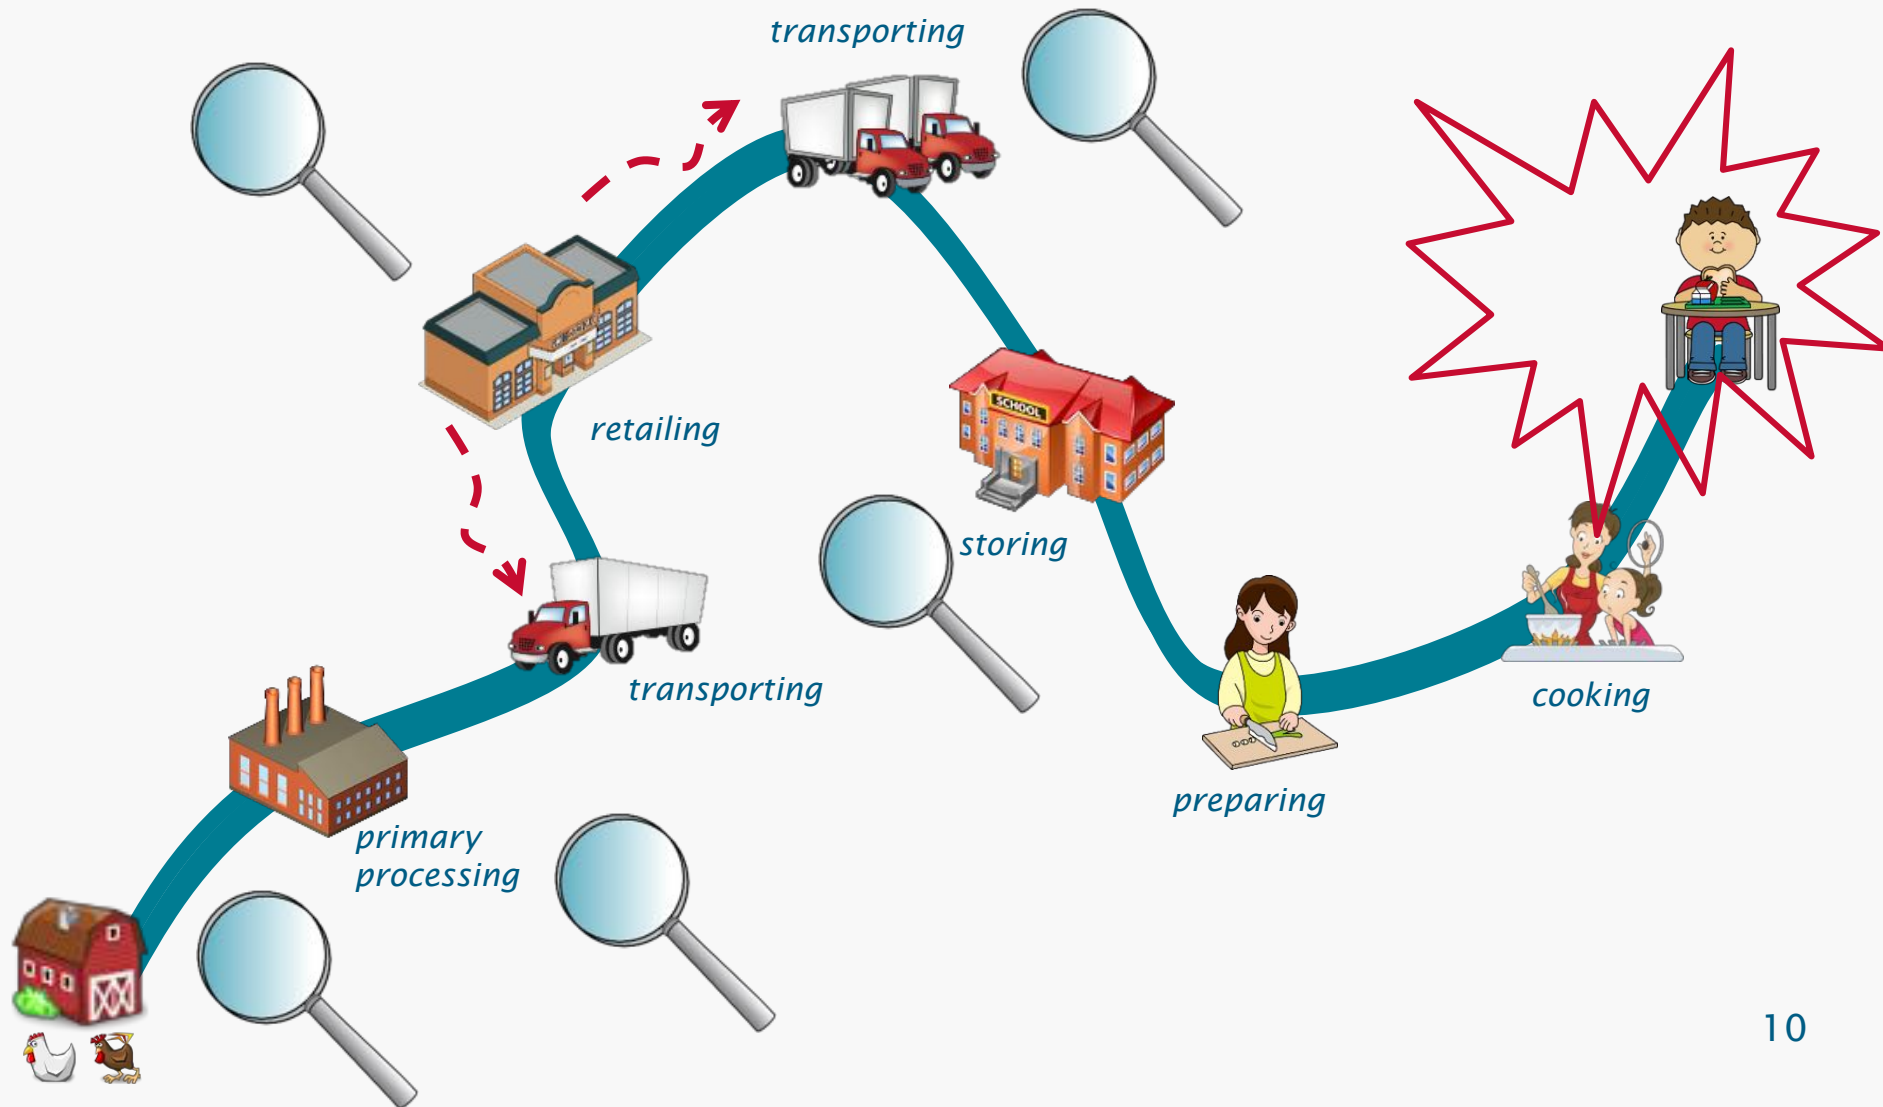 transporting
retailing
SCHOOL
storing
transporting
cooking
preparing
primary
processing
10